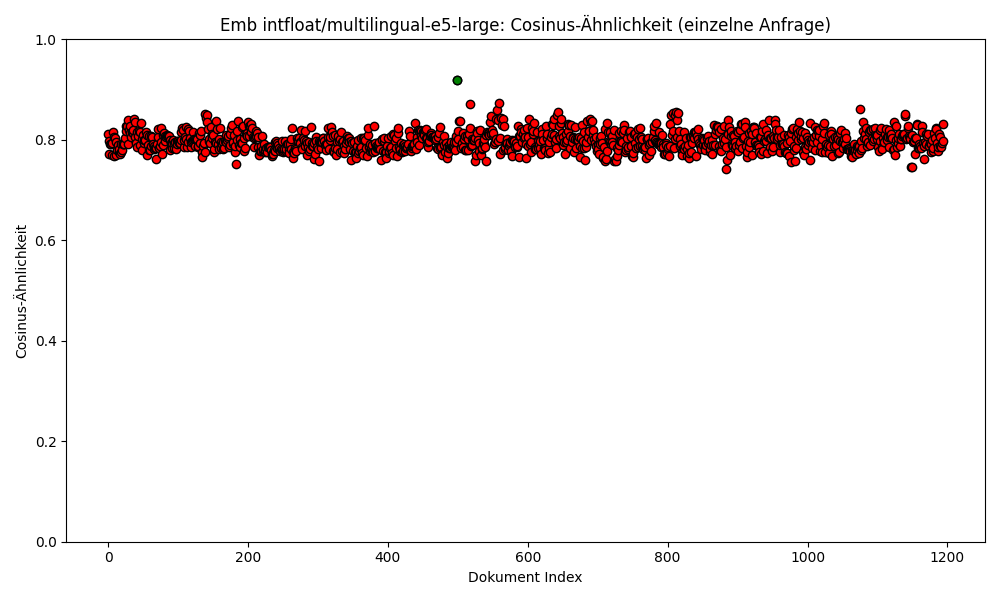 Emb intfloat/multilingual-e5-large: Cosinus-Ähnlichkeit (einzelne Anfrage)
1.0
0.8
0.6
0.4
0.2
0.0
Cosinus-Ähnlichkeit
0 200 400 600 800 1000 1200
Dokument Index